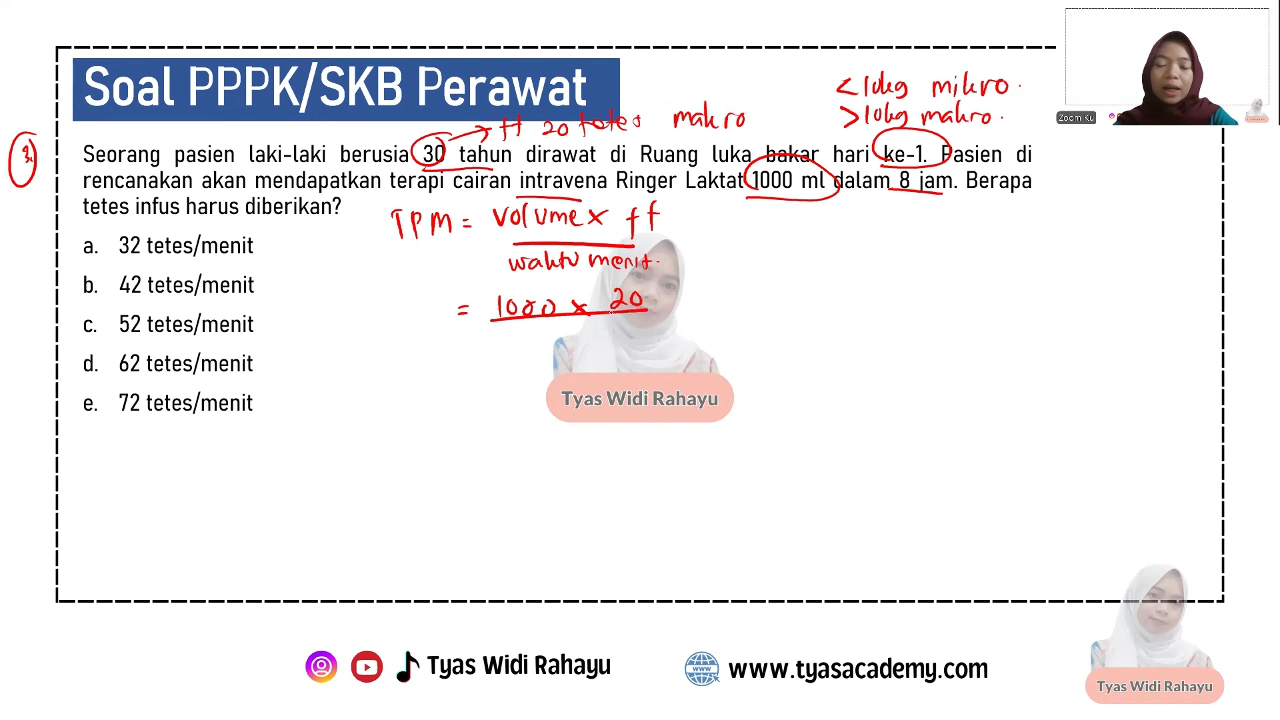 Soal PPPK/SKB Perawat
<10kg mikro.
>10kg makro.
ff 20 tetes makro
Zoom Ku
3.
Seorang pasien laki-laki berusia 30 tahun dirawat di Ruang luka bakar hari ke-1. Pasien di
rencanakan akan mendapatkan terapi cairan intravena Ringer Laktat 1000 ml dalam 8 jam. Berapa
tetes infus harus diberikan?
TPM = Volume x ff
waktu menit.
= 1000 x 20
a. 32 tetes/menit
b. 42 tetes/menit
c. 52 tetes/menit
d. 62 tetes/menit
e. 72 tetes/menit
Tyas Widi Rahayu
Tyas Widi Rahayu
www.tyasacademy.com
Tyas Widi Rahayu